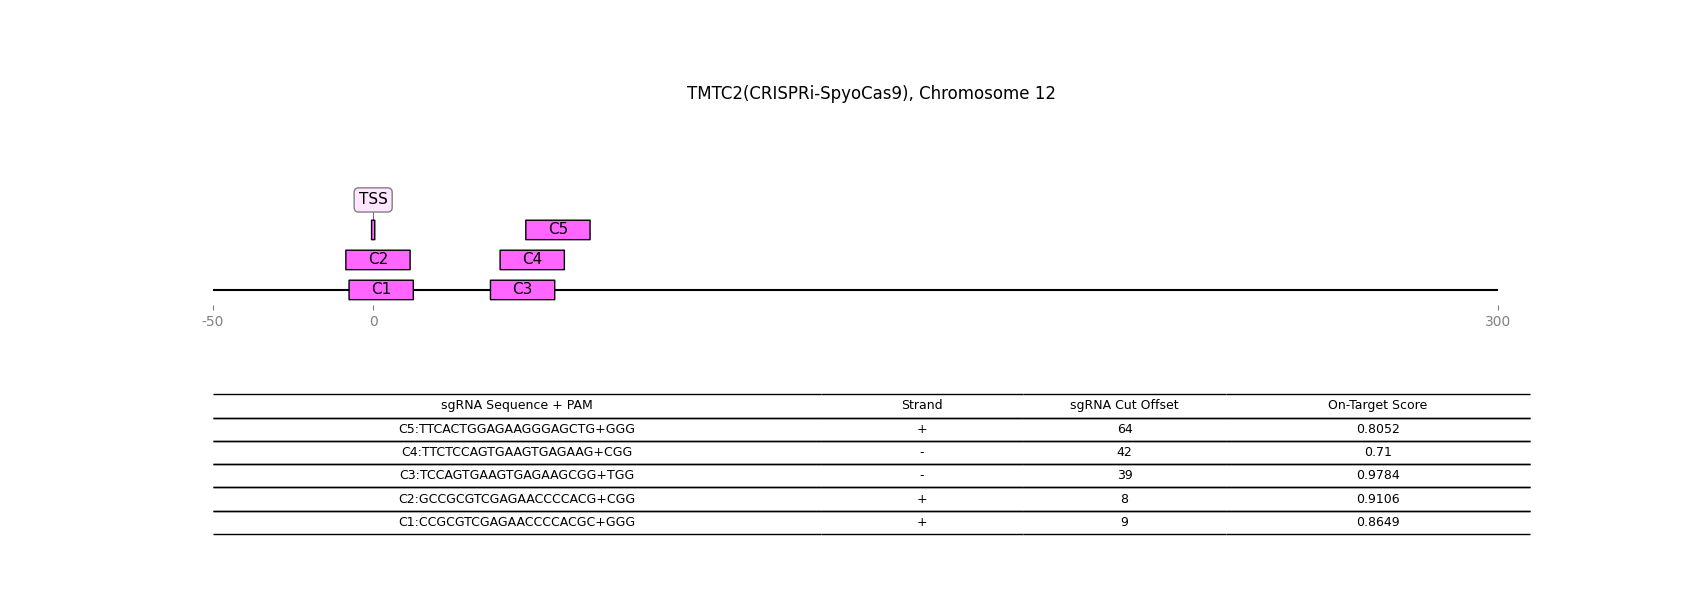 TMTC2(CRISPRi-SpyoCas9), Chromosome 12
TSS
C5
C2 C4
C1 C3
-50 0 300
sgRNA Sequence + PAM Strand sgRNA Cut Offset On-Target Score
C5:TTCACTGGAGAAGGGAGCTG+GGG + 64 0.8052
C4:TTCTCCAGTGAAGTGAGAAG+CGG - 42 0.71
C3:TCCAGTGAAGTGAGAAGCGG+TGG - 39 0.9784
C2:GCCGCGTCGAGAACCCCACG+CGG + 8 0.9106
C1:CCGCGTCGAGAACCCCACGC+GGG + 9 0.8649